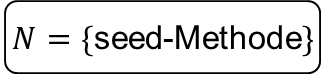 N = {seed-Methode}